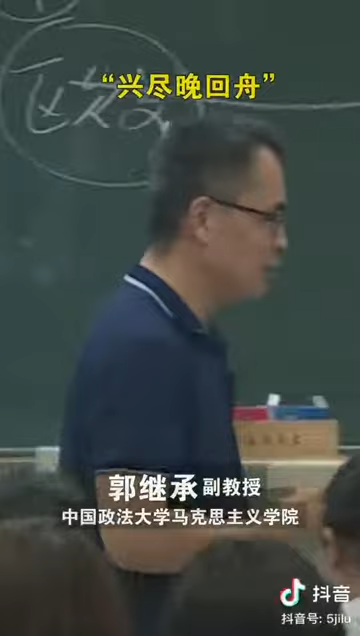 “兴尽晚回舟”
郭继承 副教授
中国政法大学马克思主义学院
抖音
抖音号: 5jilu